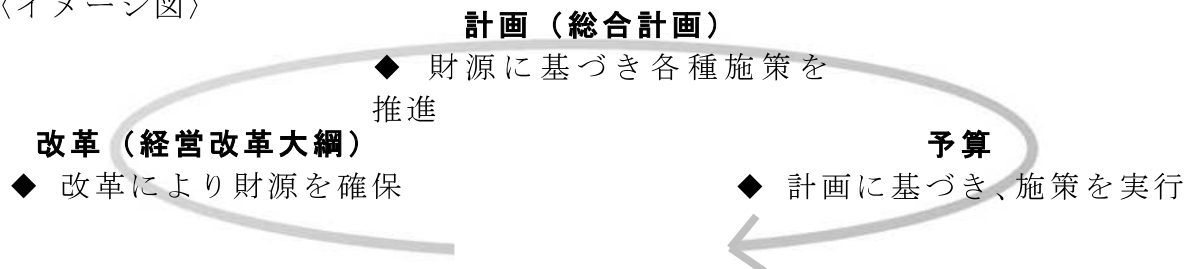 〈イメージ図〉
計画（総合計画）
◆ 財源に基づき各種施策を
推進
改革（経営改革大綱）
◆ 改革により財源を確保
予算
◆ 計画に基づき、施策を実行